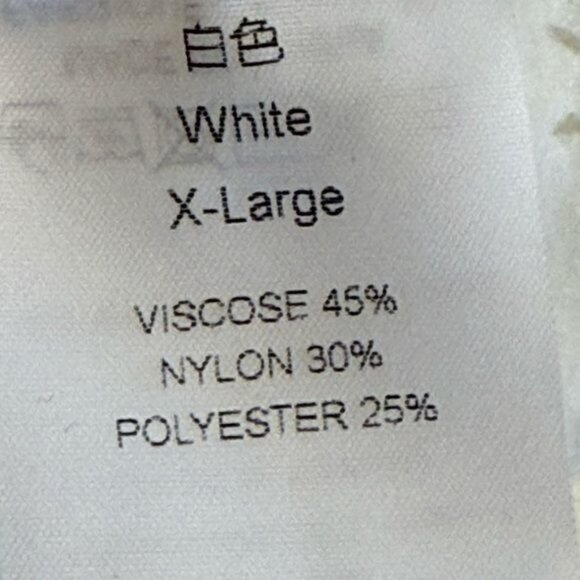 白色
White
X-Large
VISCOSE 45%
NYLON 30%
POLYESTER 25%